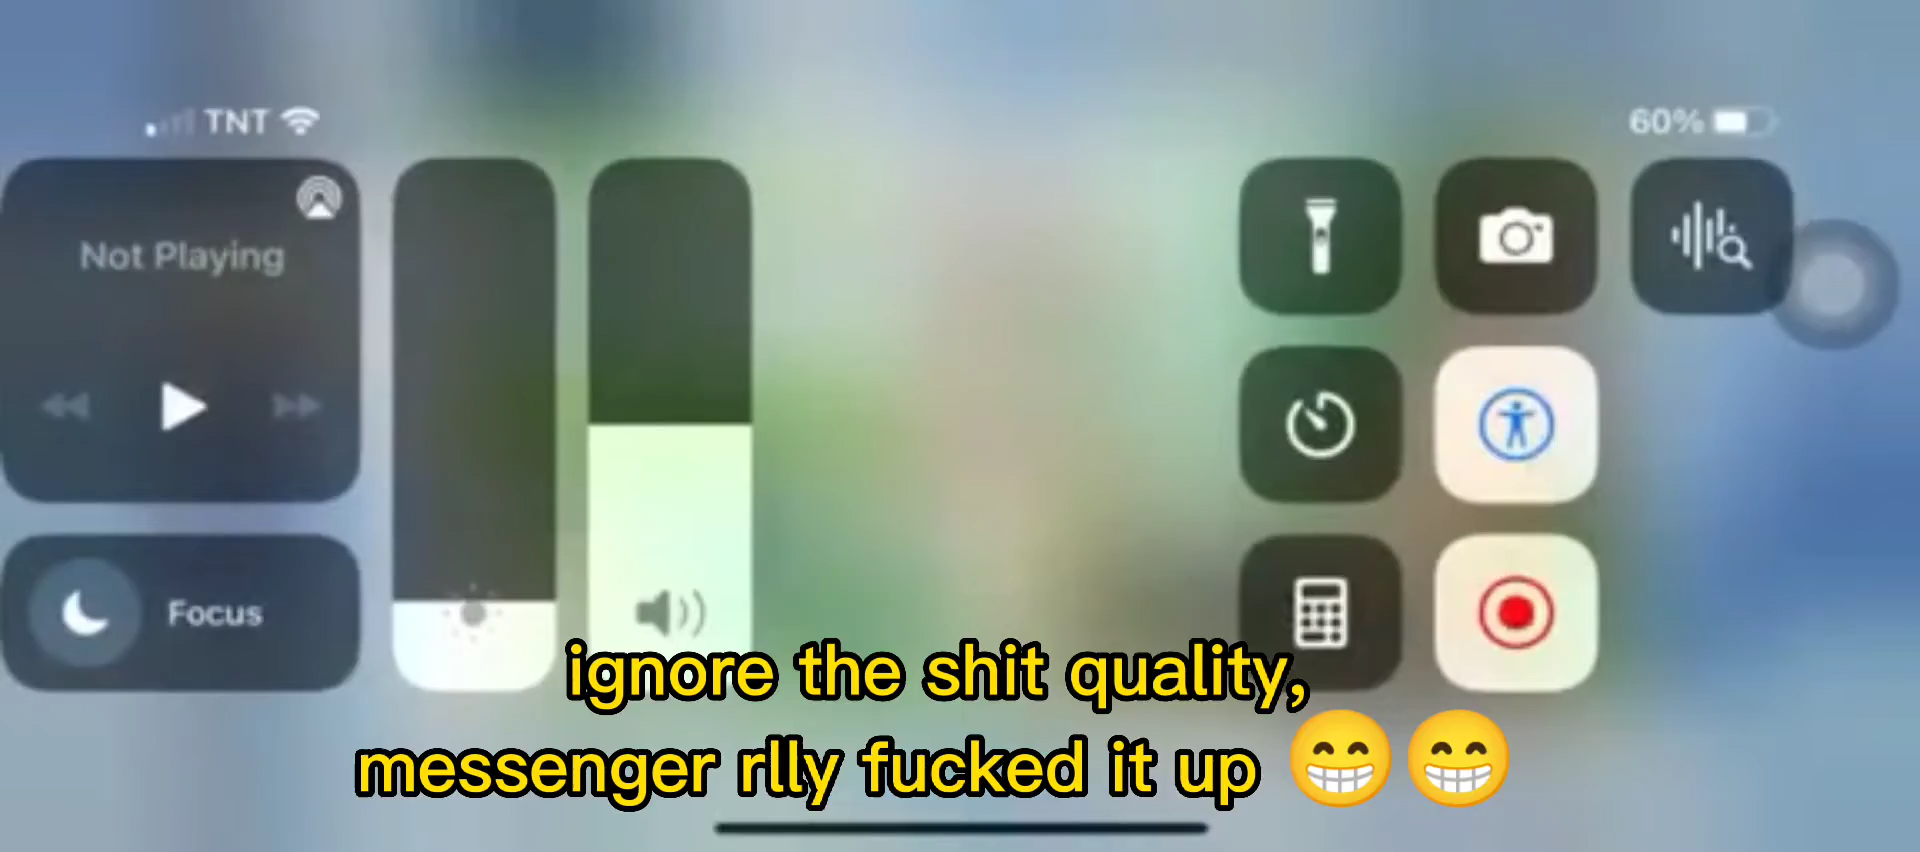 TNT
60%
Not Playing
Focus
ignore the shit quality,
messenger rlly fucked it up 😁😁